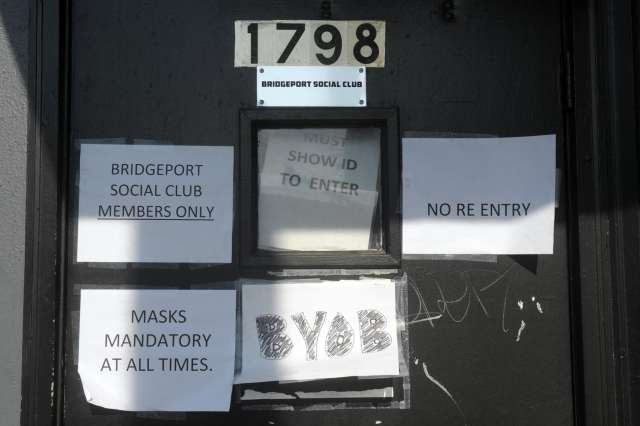 1798
BRIDGEPORT SOCIAL CLUB
BRIDGEPORT
SOCIAL CLUB
MEMBERS ONLY
MUST
SHOW ID
TO ENTER
NO RE ENTRY
MASKS
MANDATORY
AT ALL TIMES.
BYOB